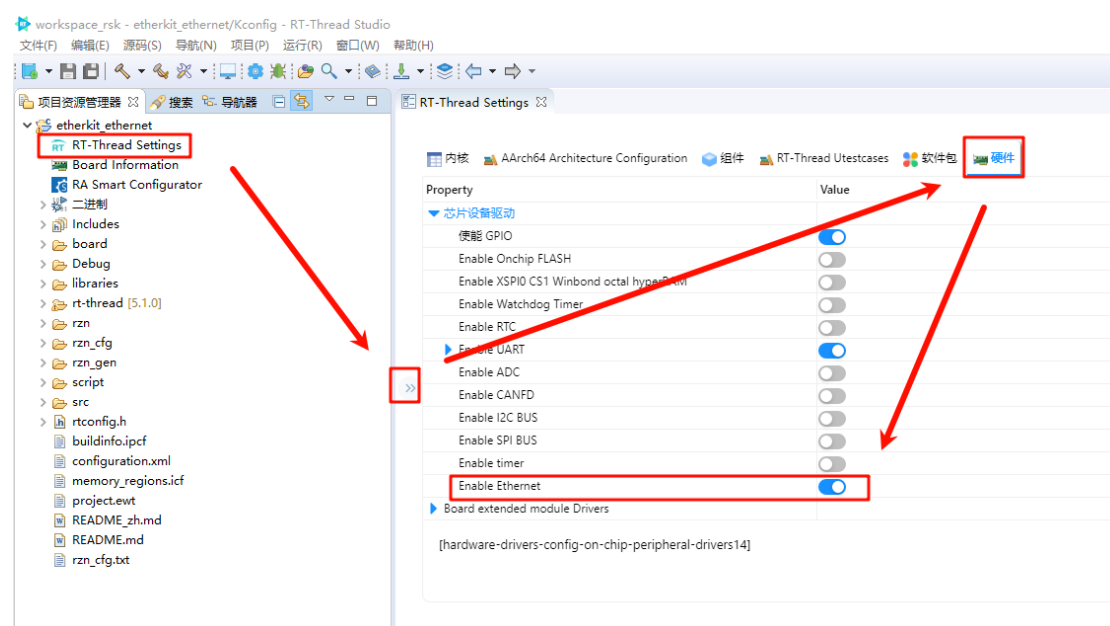 workspace_rsk - etherkit_ethernet/Kconfig - RT-Thread Studio
文件(F) 编辑(E) 源码(S) 导航(N) 项目(P) 运行(R) 窗口(W) 帮助(H)
项目资源管理器 搜索 导航器
etherkit_ethernet
RT-Thread Settings
Board Information
RA Smart Configurator
二进制
Includes
board
Debug
libraries
rt-thread [5.1.0]
rzn
rzn_cfg
rzn_gen
script
src
rtconfig.h
buildinfo.ipcf
configuration.xml
memory_regions.icf
project.ewt
README_zh.md
README.md
rzn_cfg.txt
RT-Thread Settings
内核 AArch64 Architecture Configuration 组件 RT-Thread Utestcases 软件包 硬件
Property Value
芯片设备驱动
使能 GPIO
Enable Onchip FLASH
Enable XSPI0 CS1 Winbond octal hyperRAM
Enable Watchdog Timer
Enable RTC
Enable UART
Enable ADC
Enable CANFD
Enable I2C BUS
Enable SPI BUS
Enable timer
Enable Ethernet
Board extended module Drivers
[hardware-drivers-config-on-chip-peripheral-drivers14]